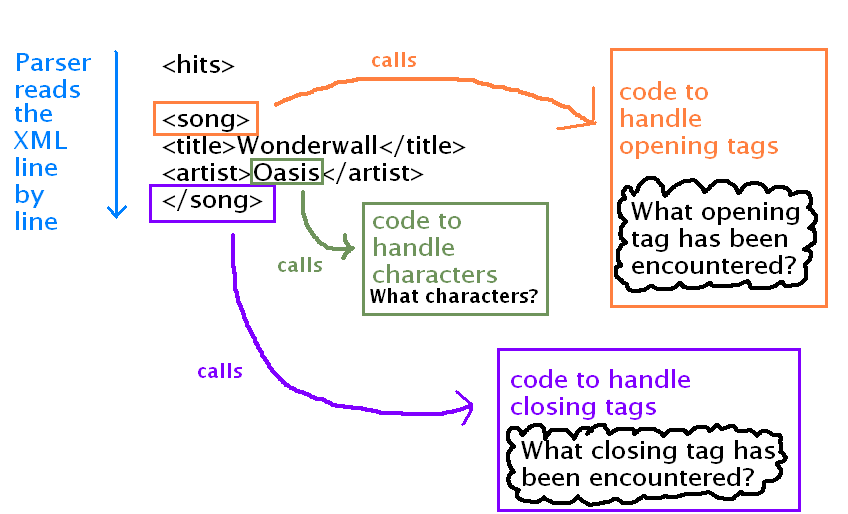 Parser
reads
the
XML
line
by
line
<hits>
<song>
<title>Wonderwall</title>
<artist>Oasis</artist>
</song>
calls
code to
handle
opening tags
What opening
tag has been
encountered?
calls
code to
handle
characters
What characters?
calls
code to handle
closing tags
What closing tag has
been encountered?